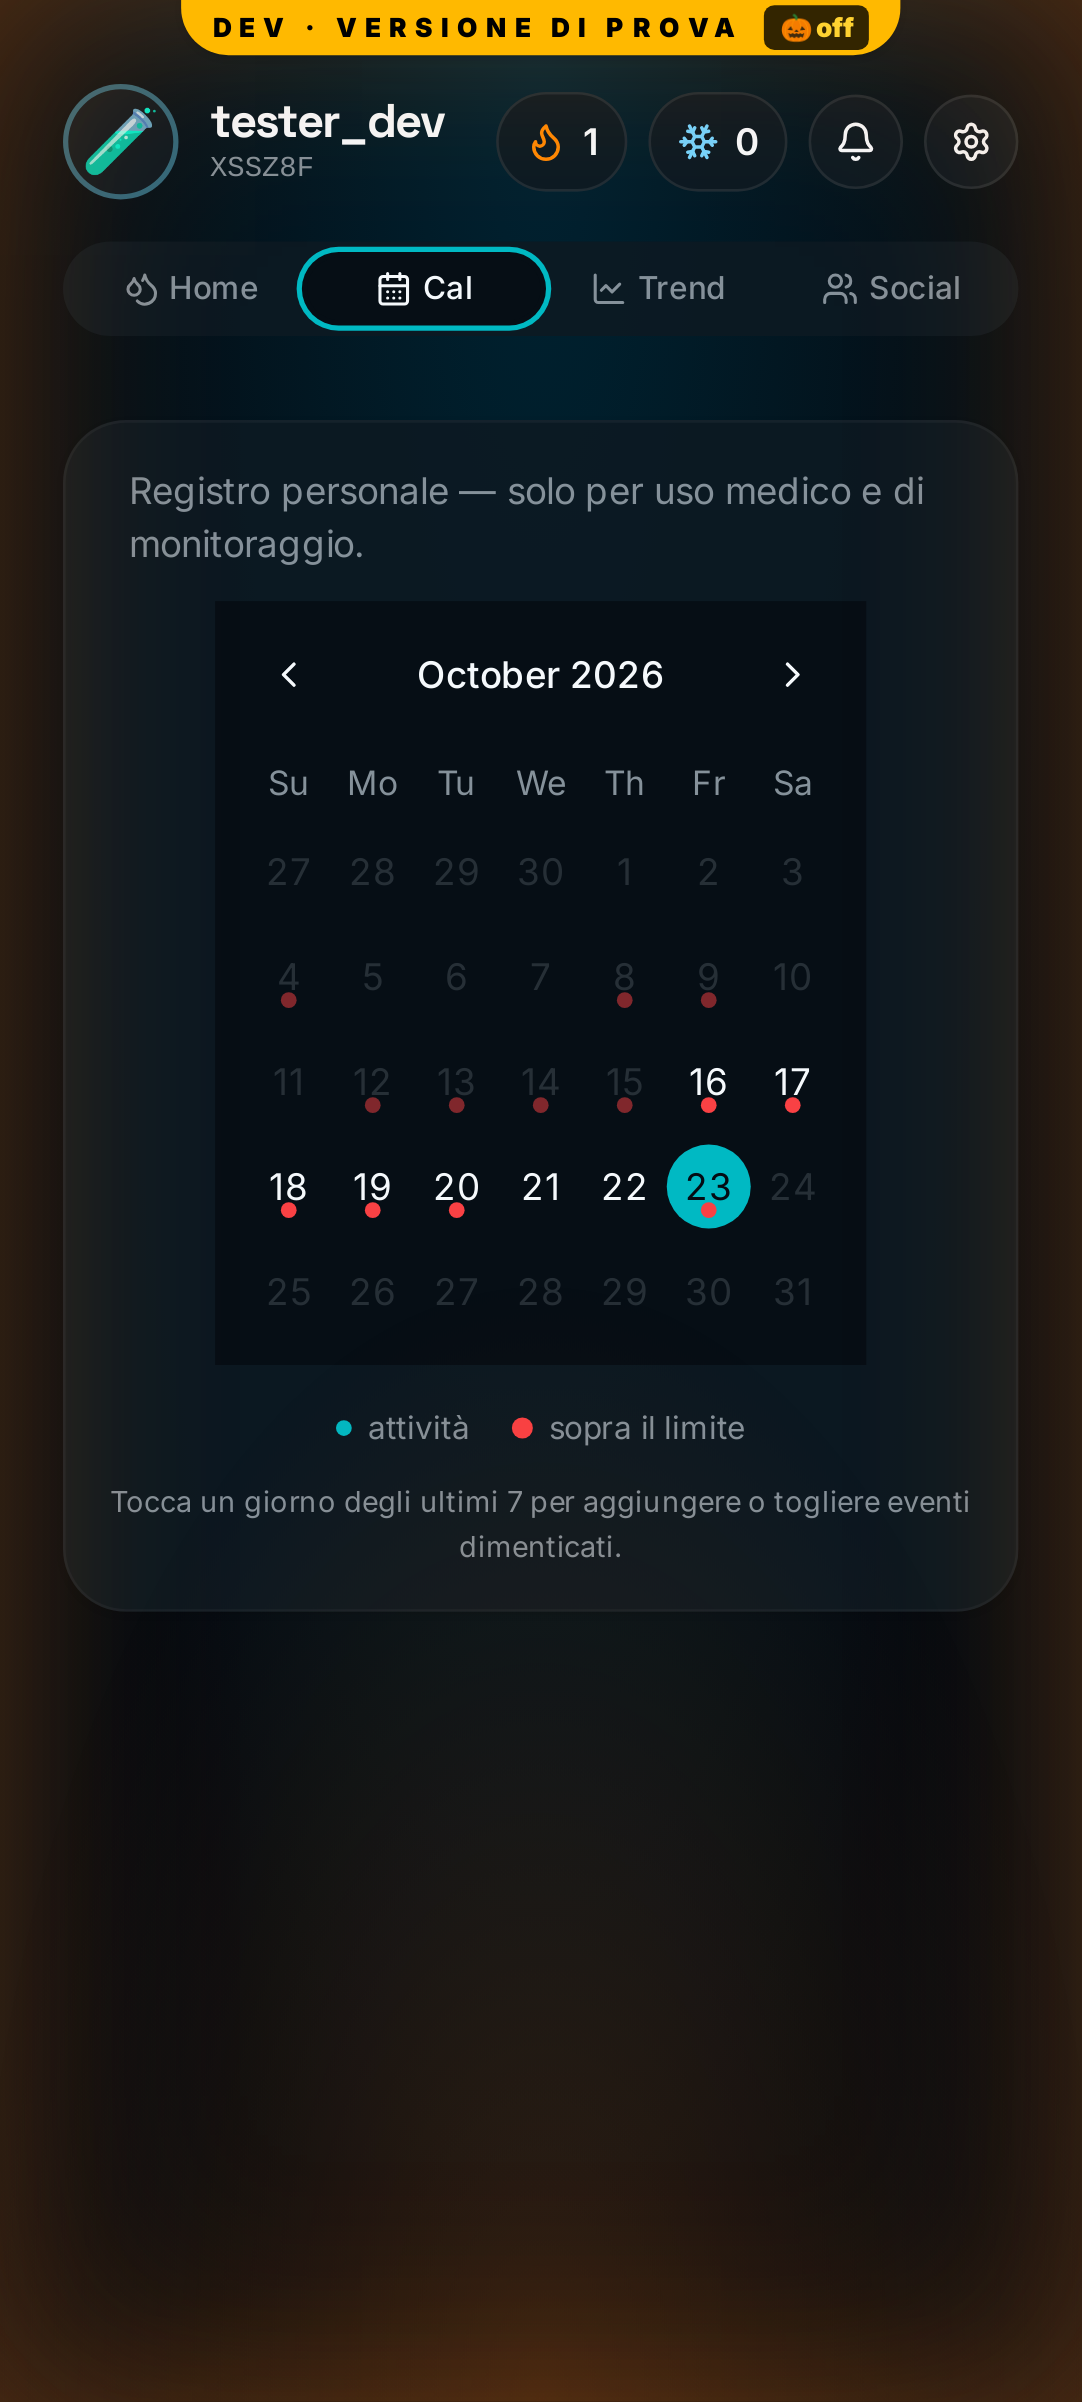 DEV · VERSIONE DI PROVA 🎃off
tester_dev
XSSZ8F
1
0
Home
Cal
Trend
Social
Registro personale — solo per uso medico e di
monitoraggio.
October 2026
Su Mo Tu We Th Fr Sa
27 28 29 30 1 2 3
4 5 6 7 8 9 10
11 12 13 14 15 16 17
18 19 20 21 22 23 24
25 26 27 28 29 30 31
attività sopra il limite
Tocca un giorno degli ultimi 7 per aggiungere o togliere eventi
dimenticati.